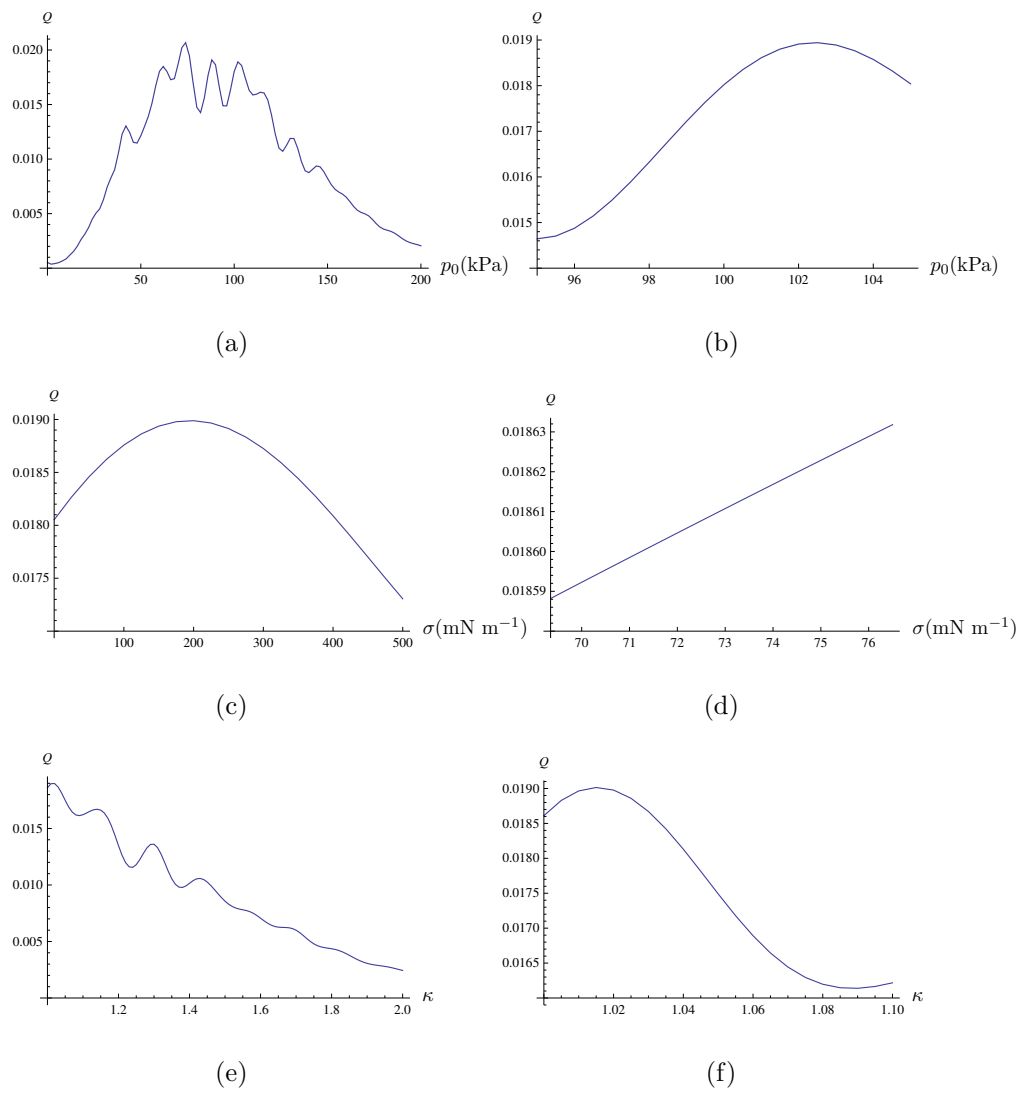 Q
0.020
0.015
0.010
0.005
50 100 150 200
p₀(kPa)
(a)
Q
0.019
0.018
0.017
0.016
0.015
96 98 100 102 104
p₀(kPa)
(b)
Q
0.0190
0.0185
0.0180
0.0175
100 200 300 400 500
σ(mN m⁻¹)
(c)
Q
0.01863
0.01862
0.01861
0.01860
0.01859
70 71 72 73 74 75 76
σ(mN m⁻¹)
(d)
Q
0.015
0.010
0.005
1.2 1.4 1.6 1.8 2.0
κ
(e)
Q
0.0190
0.0185
0.0180
0.0175
0.0170
0.0165
1.02 1.04 1.06 1.08 1.10
κ
(f)